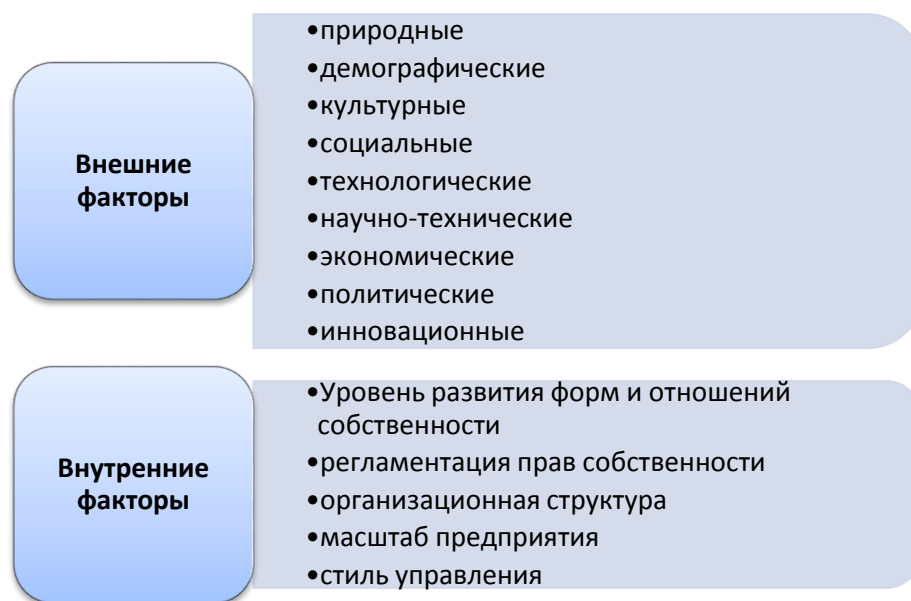 Внешние
факторы
•природные
•демографические
•культурные
•социальные
•технологические
•научно-технические
•экономические
•политические
•инновационные
Внутренние
факторы
•Уровень развития форм и отношений
собственности
•регламентация прав собственности
•организационная структура
•масштаб предприятия
•стиль управления